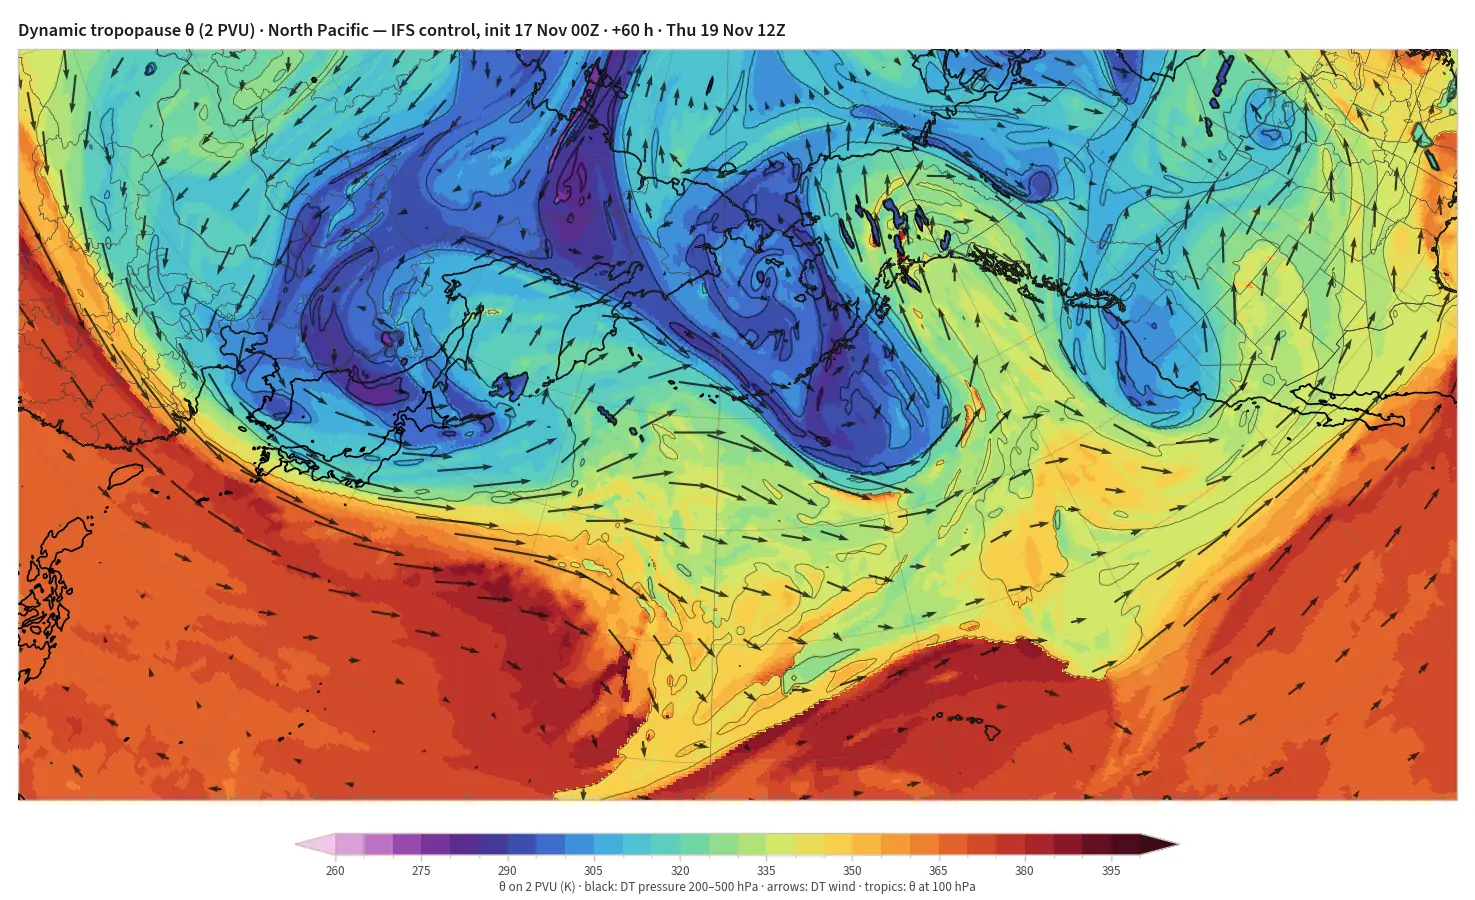 Dynamic tropopause θ (2 PVU) · North Pacific — IFS control, init 17 Nov 00Z · +60 h · Thu 19 Nov 12Z
260 275 290 305 320 335 350 365 380 395
θ on 2 PVU (K) · black: DT pressure 200–500 hPa · arrows: DT wind · tropics: θ at 100 hPa